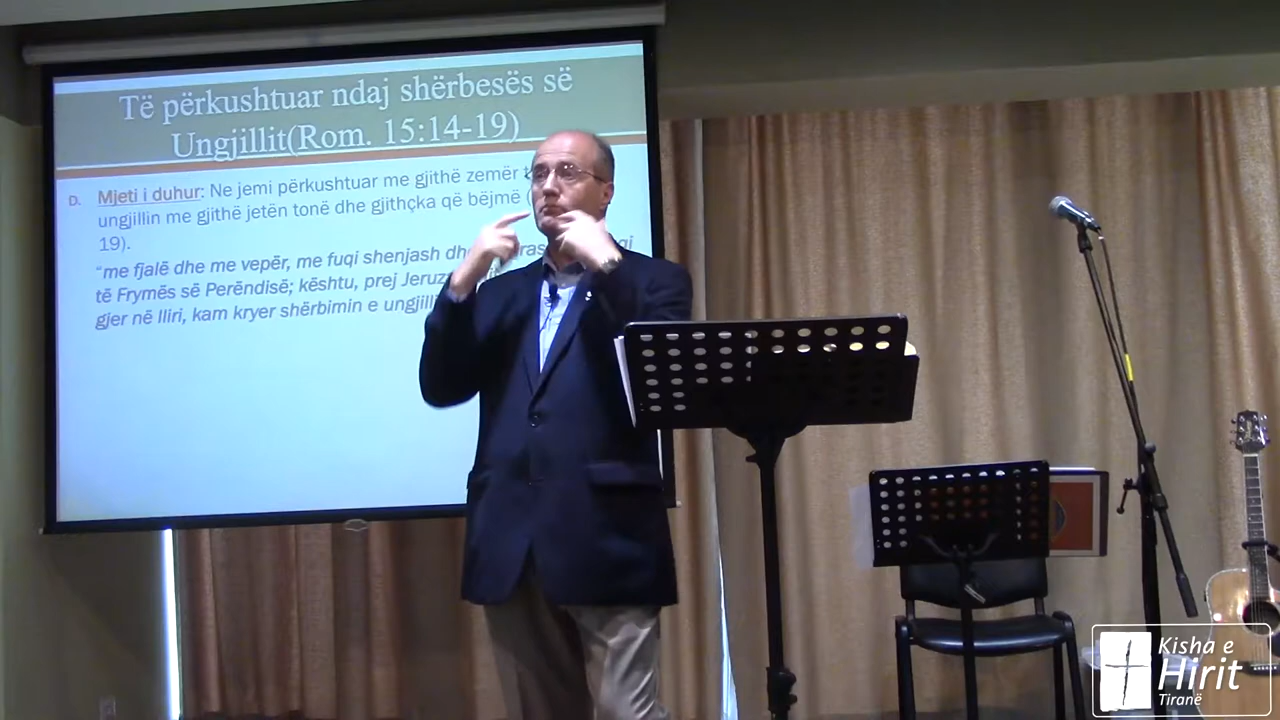 Të përkushtuar ndaj shërbesës së
Ungjillit(Rom. 15:14-19)
D. Mjeti i duhur: Ne jemi përkushtuar me gjithë zemër
ungjillin me gjithë jetën tonë dhe gjithçka që bëjmë (
19).
“me fjalë dhe me vepër, me fuqi shenjash
të Frymës së Perëndisë; kështu, prej
gjer në Iliri, kam kryer shërbimin e
Kisha e
Hirit
Tiranë